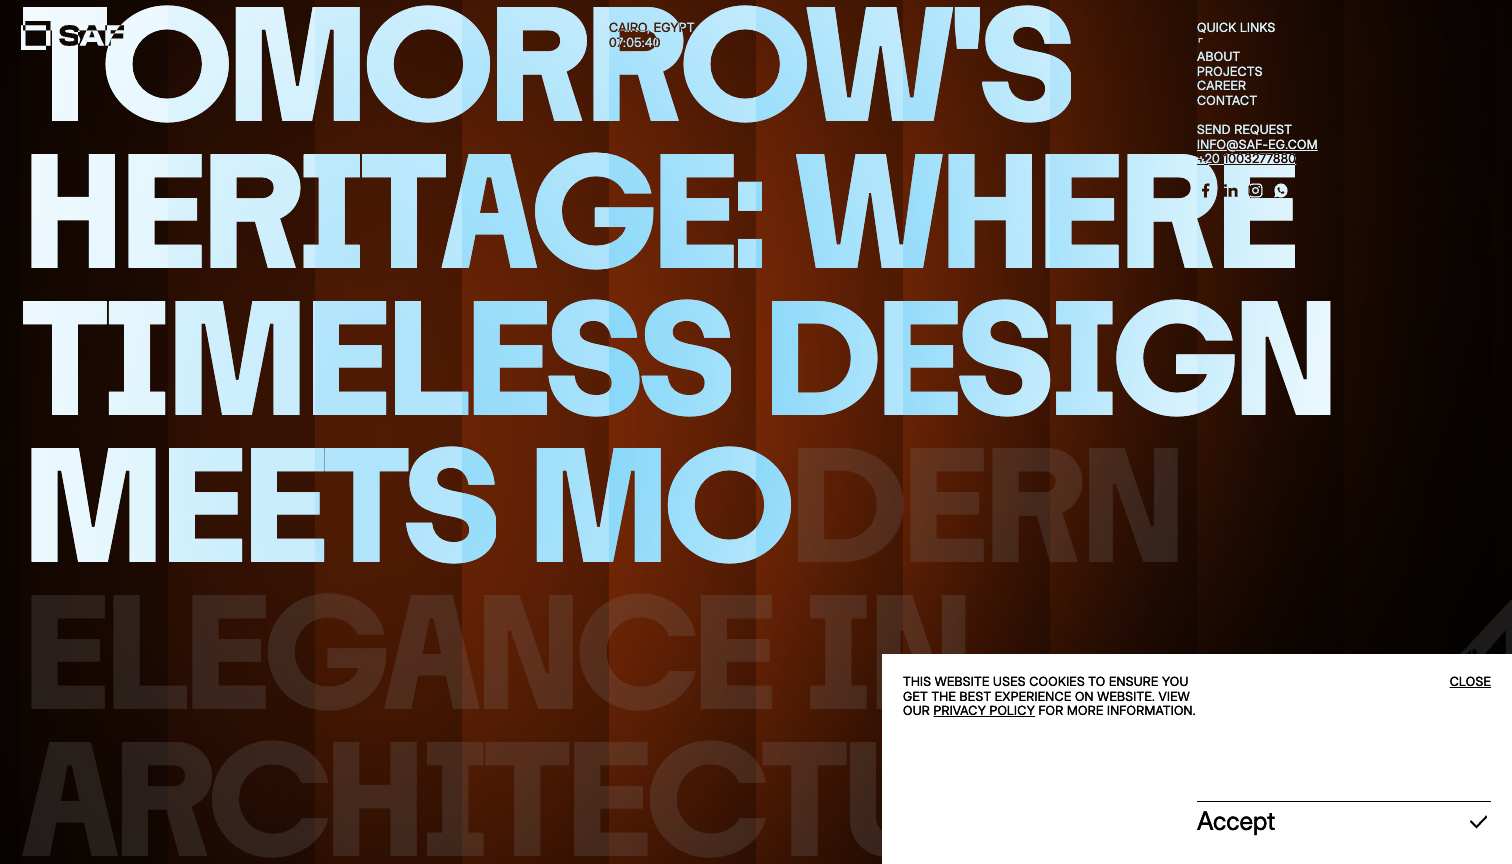 SAF
CAIRO, EGYPT
07:05:40
QUICK LINKS
ABOUT
PROJECTS
CAREER
CONTACT
SEND REQUEST
INFO@SAF-EG.COM
+20 1003277880
TOMORROW'S
HERITAGE: WHERE
TIMELESS DESIGN
MEETS MODERN
ELEGANCE IN
THIS WEBSITE USES COOKIES TO ENSURE YOU
GET THE BEST EXPERIENCE ON WEBSITE. VIEW
OUR PRIVACY POLICY FOR MORE INFORMATION.
CLOSE
Accept